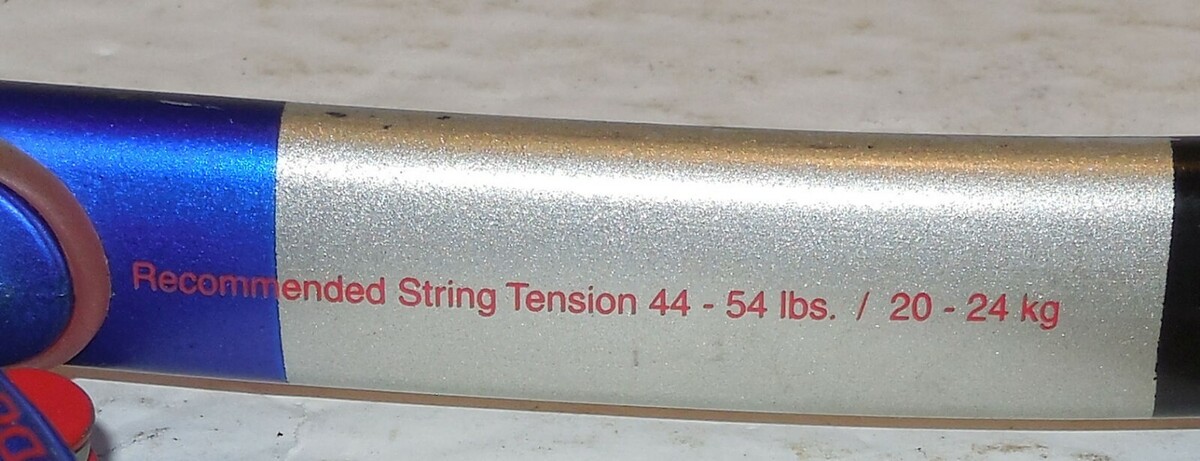 Recommended String Tension 44 - 54 lbs. / 20 - 24 kg